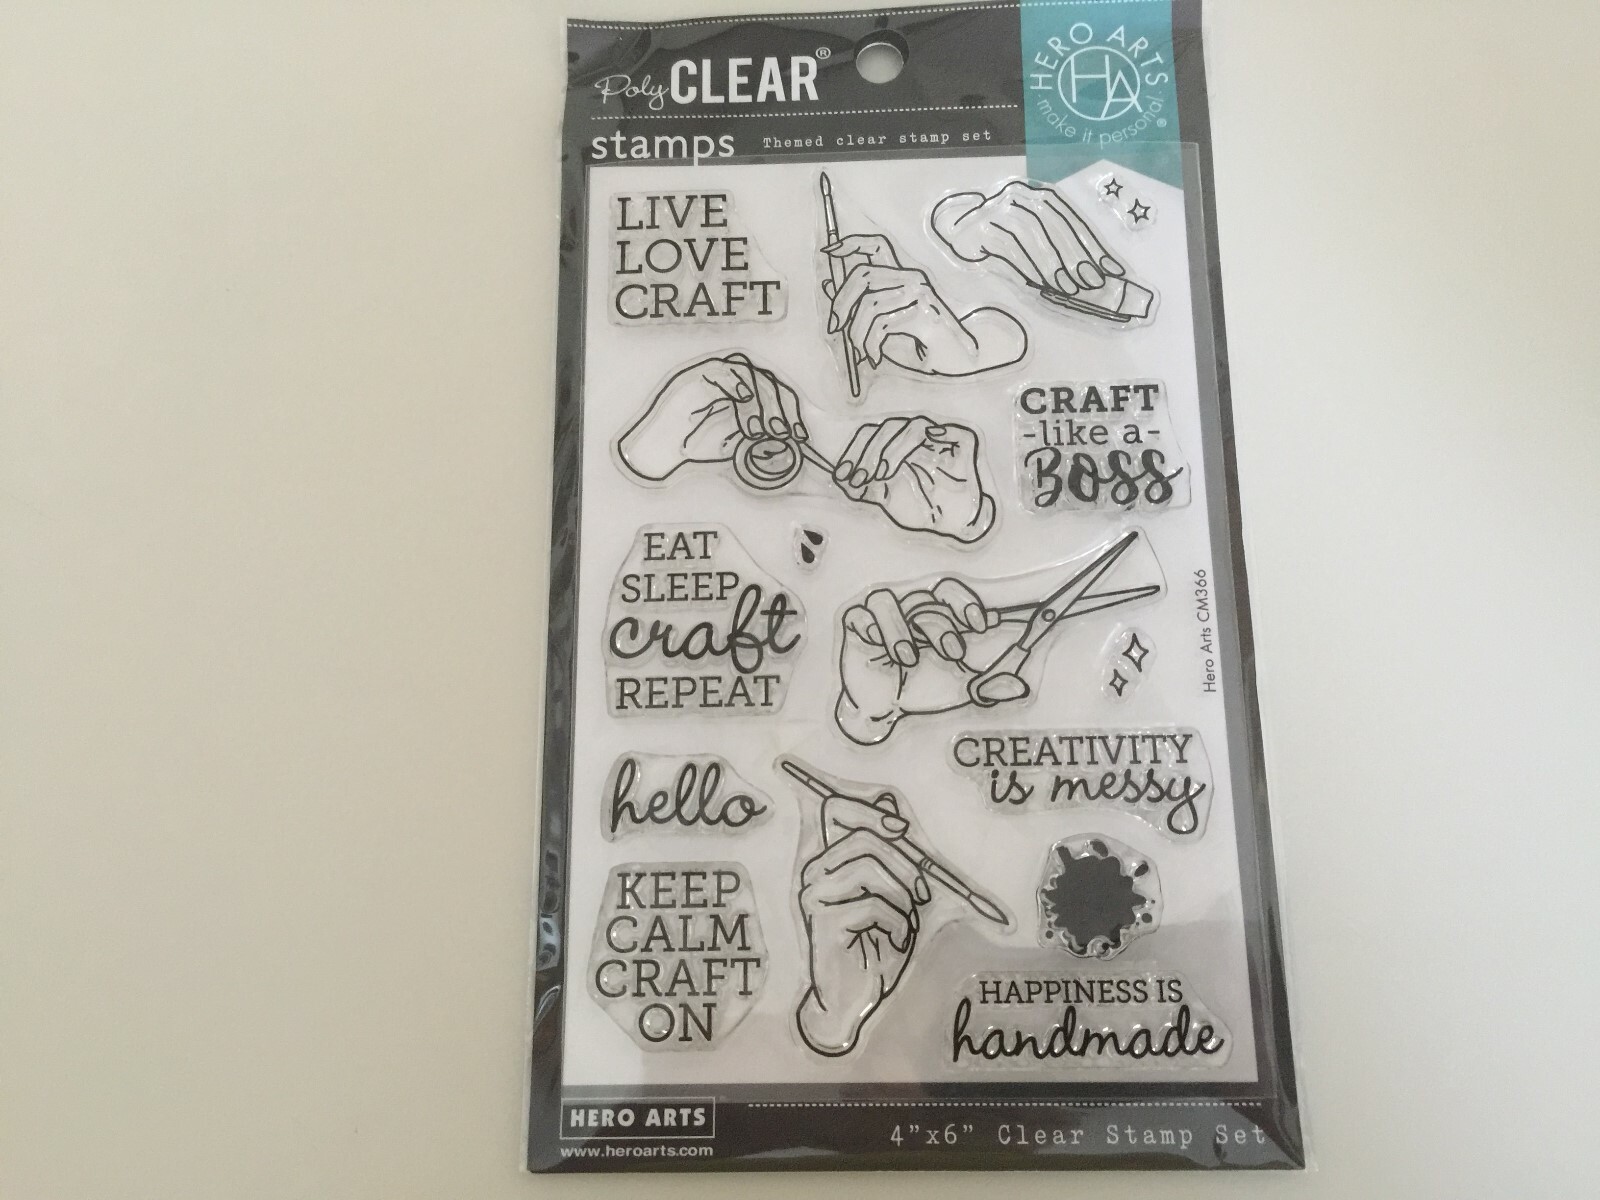 Poly CLEAR®
stamps Themed clear stamp set
HERO ARTS
HA
make it personal®
LIVE
LOVE
CRAFT
CRAFT
-like a-
BOSS
EAT
SLEEP
craft
REPEAT
Hero Arts CM366
CREATIVITY
is messy
hello
KEEP
CALM
CRAFT
ON
HAPPINESS IS
handmade
HERO ARTS
www.heroarts.com
4"x6" Clear Stamp Set